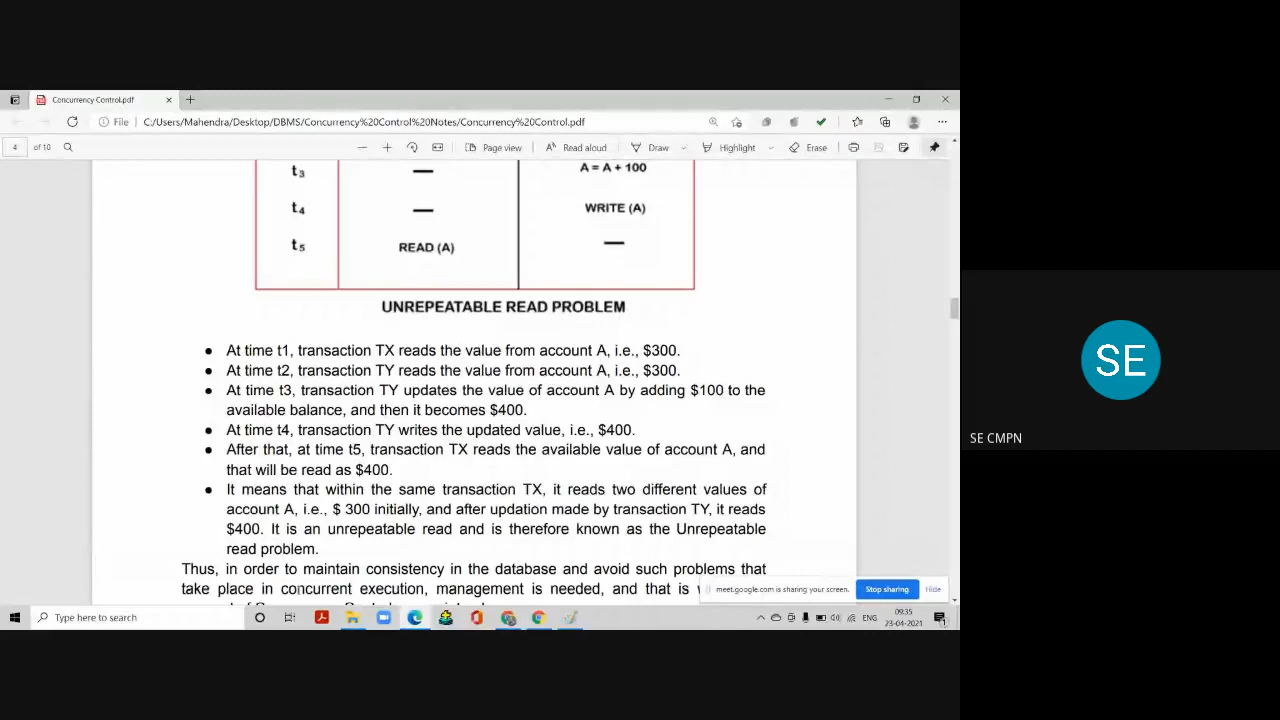 Concurrency Control.pdf
File C:/Users/Mahendra/Desktop/DBMS/Concurrency%20Control%20Notes/Concurrency%20Control.pdf
4 of 10 Page view Read aloud Draw Highlight Erase
t3 — A = A + 100
t4 — WRITE (A)
t5 READ (A) —
UNREPEATABLE READ PROBLEM
● At time t1, transaction TX reads the value from account A, i.e., $300.
● At time t2, transaction TY reads the value from account A, i.e., $300.
● At time t3, transaction TY updates the value of account A by adding $100 to the
available balance, and then it becomes $400.
● At time t4, transaction TY writes the updated value, i.e., $400.
● After that, at time t5, transaction TX reads the available value of account A, and
that will be read as $400.
● It means that within the same transaction TX, it reads two different values of
account A, i.e., $ 300 initially, and after updation made by transaction TY, it reads
$400. It is an unrepeatable read and is therefore known as the Unrepeatable
read problem.
Thus, in order to maintain consistency in the database and avoid such problems that
take place in concurrent execution, management is needed, and that is
meet.google.com is sharing your screen. Stop sharing Hide
Type here to search
ENG
09:35
23-04-2021
SE
SE CMPN